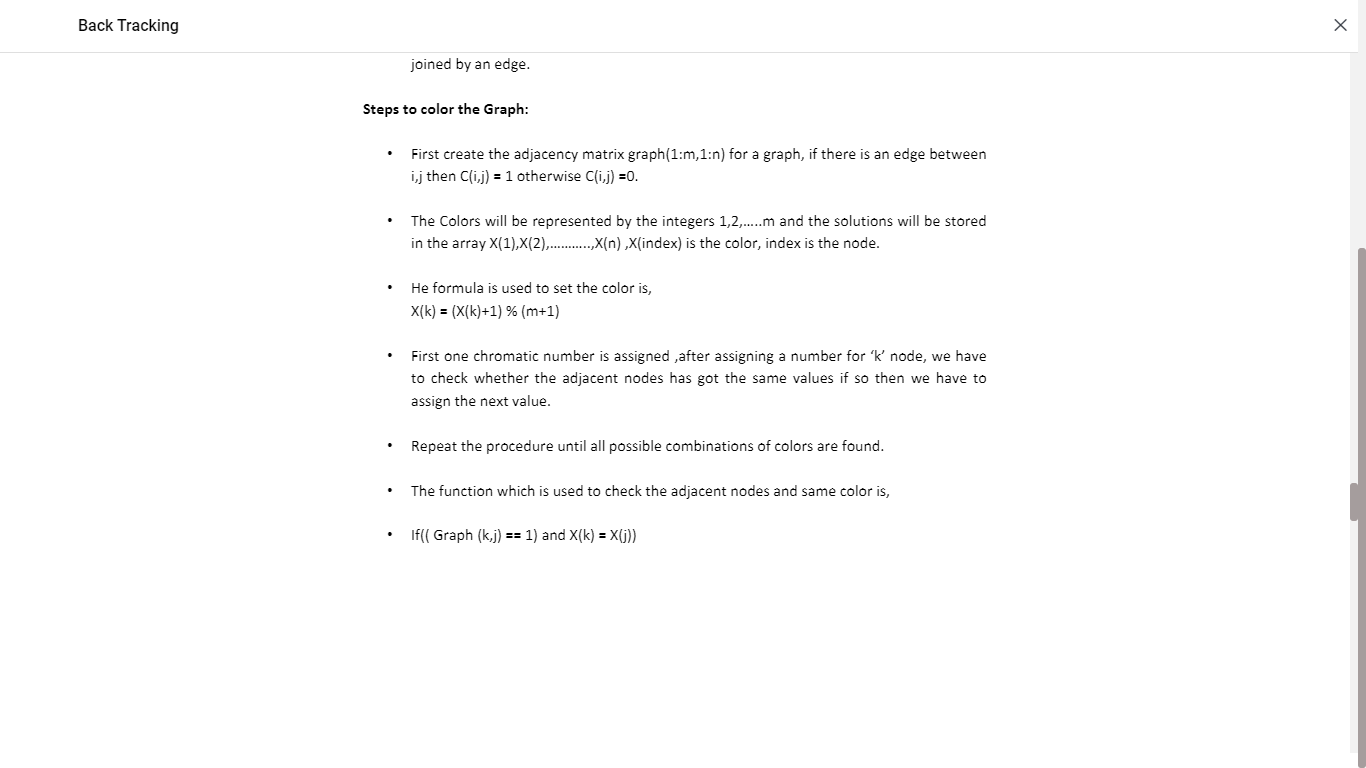 Back Tracking
joined by an edge.
Steps to color the Graph:
• First create the adjacency matrix graph(1:m,1:n) for a graph, if there is an edge between
i,j then C(i,j) = 1 otherwise C(i,j) =0.
• The Colors will be represented by the integers 1,2,…..m and the solutions will be stored
in the array X(1),X(2),………..,X(n) ,X(index) is the color, index is the node.
• He formula is used to set the color is,
X(k) = (X(k)+1) % (m+1)
• First one chromatic number is assigned ,after assigning a number for ‘k’ node, we have
to check whether the adjacent nodes has got the same values if so then we have to
assign the next value.
• Repeat the procedure until all possible combinations of colors are found.
• The function which is used to check the adjacent nodes and same color is,
• If(( Graph (k,j) == 1) and X(k) = X(j))